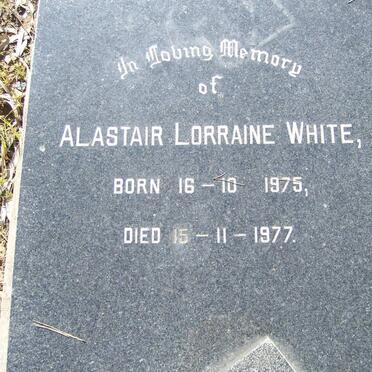 In Loving Memory
of
ALASTAIR LORRAINE WHITE,
BORN 16-10 1975,
DIED 15-11-1977.